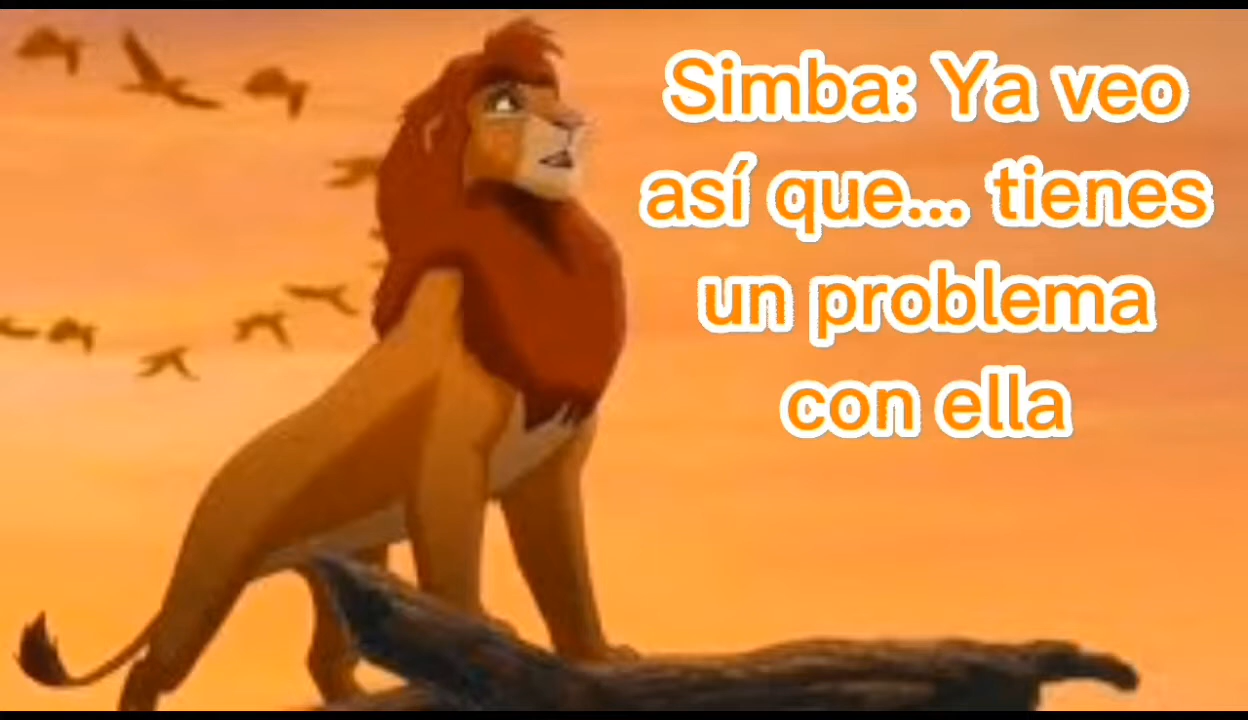 Simba: Ya veo
así que... tienes
un problema
con ella